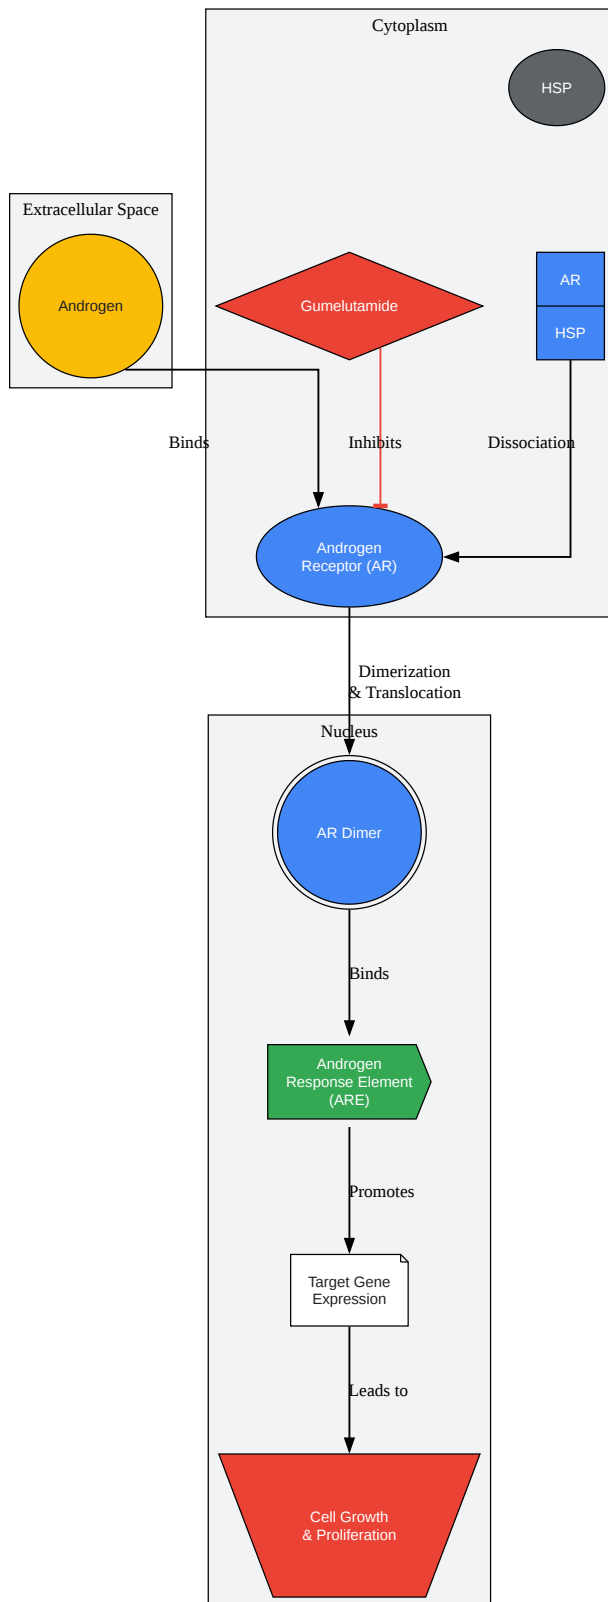 Cytoplasm
HSP
Extracellular Space
Androgen
Gumelutamide
AR
HSP
Binds
Inhibits
Dissociation
Androgen
Receptor (AR)
Dimerization
& Translocation
Nucleus
AR Dimer
Binds
Androgen
Response Element
(ARE)
Promotes
Target Gene
Expression
Leads to
Cell Growth
& Proliferation